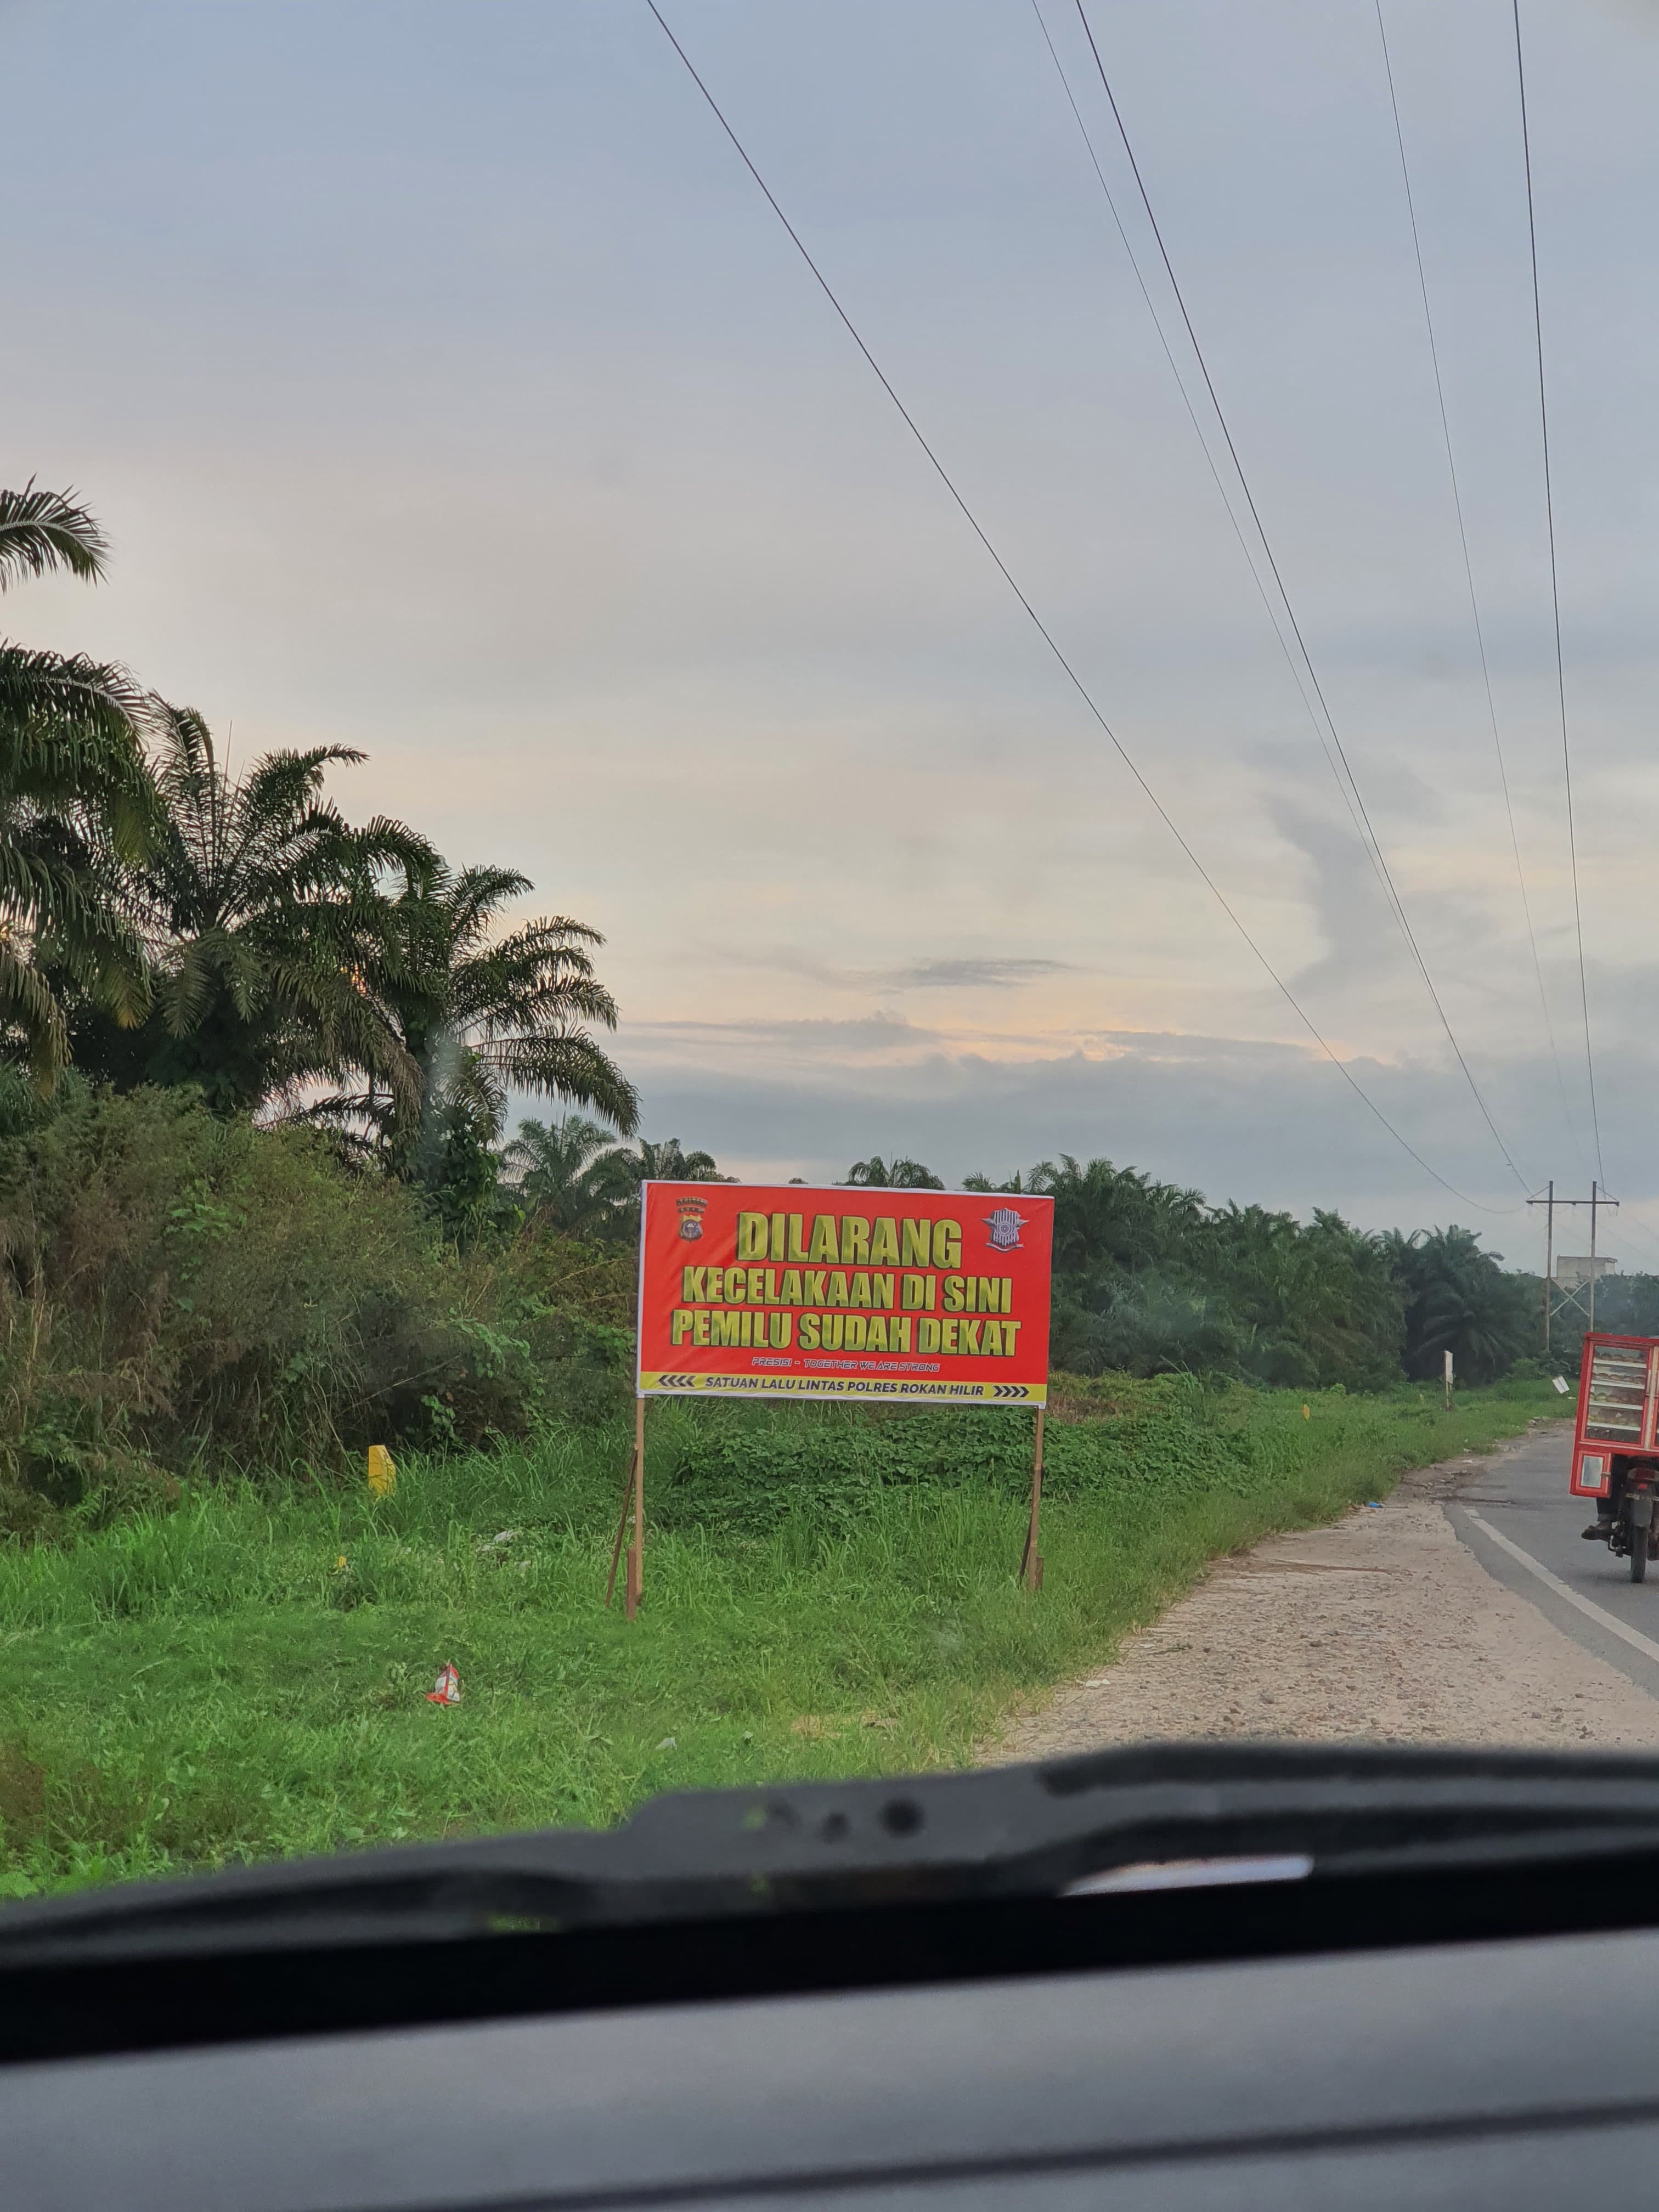 DILARANG
KECELAKAAN DI SINI
PEMILU SUDAH DEKAT
PRESISI - TOGETHER WE ARE STRONG
<<<< SATUAN LALU LINTAS POLRES ROKAN HILIR >>>>